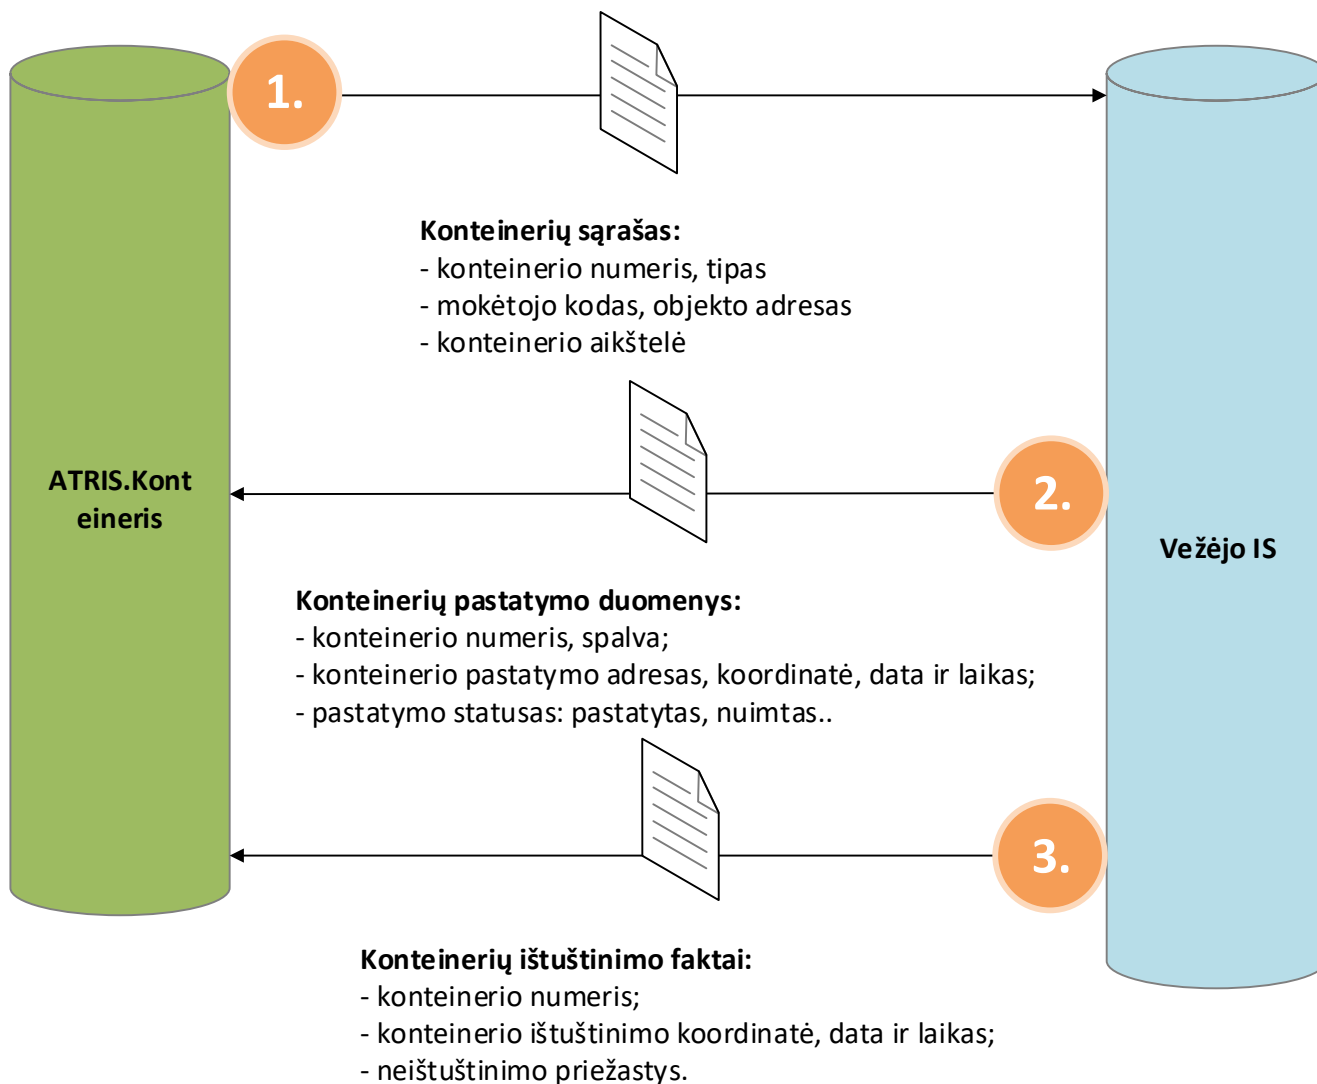 1.
Konteinerių sąrašas:
- konteinerio numeris, tipas
- mokėtojo kodas, objekto adresas
- konteinerio aikštelė
ATRIS.Kont
eineris
2.
Vežėjo IS
Konteinerių pastatymo duomenys:
- konteinerio numeris, spalva;
- konteinerio pastatymo adresas, koordinatė, data ir laikas;
- pastatymo statusas: pastatytas, nuimtas..
3.
Konteinerių ištuštinimo faktai:
- konteinerio numeris;
- konteinerio ištuštinimo koordinatė, data ir laikas;
- neištuštinimo priežastys.